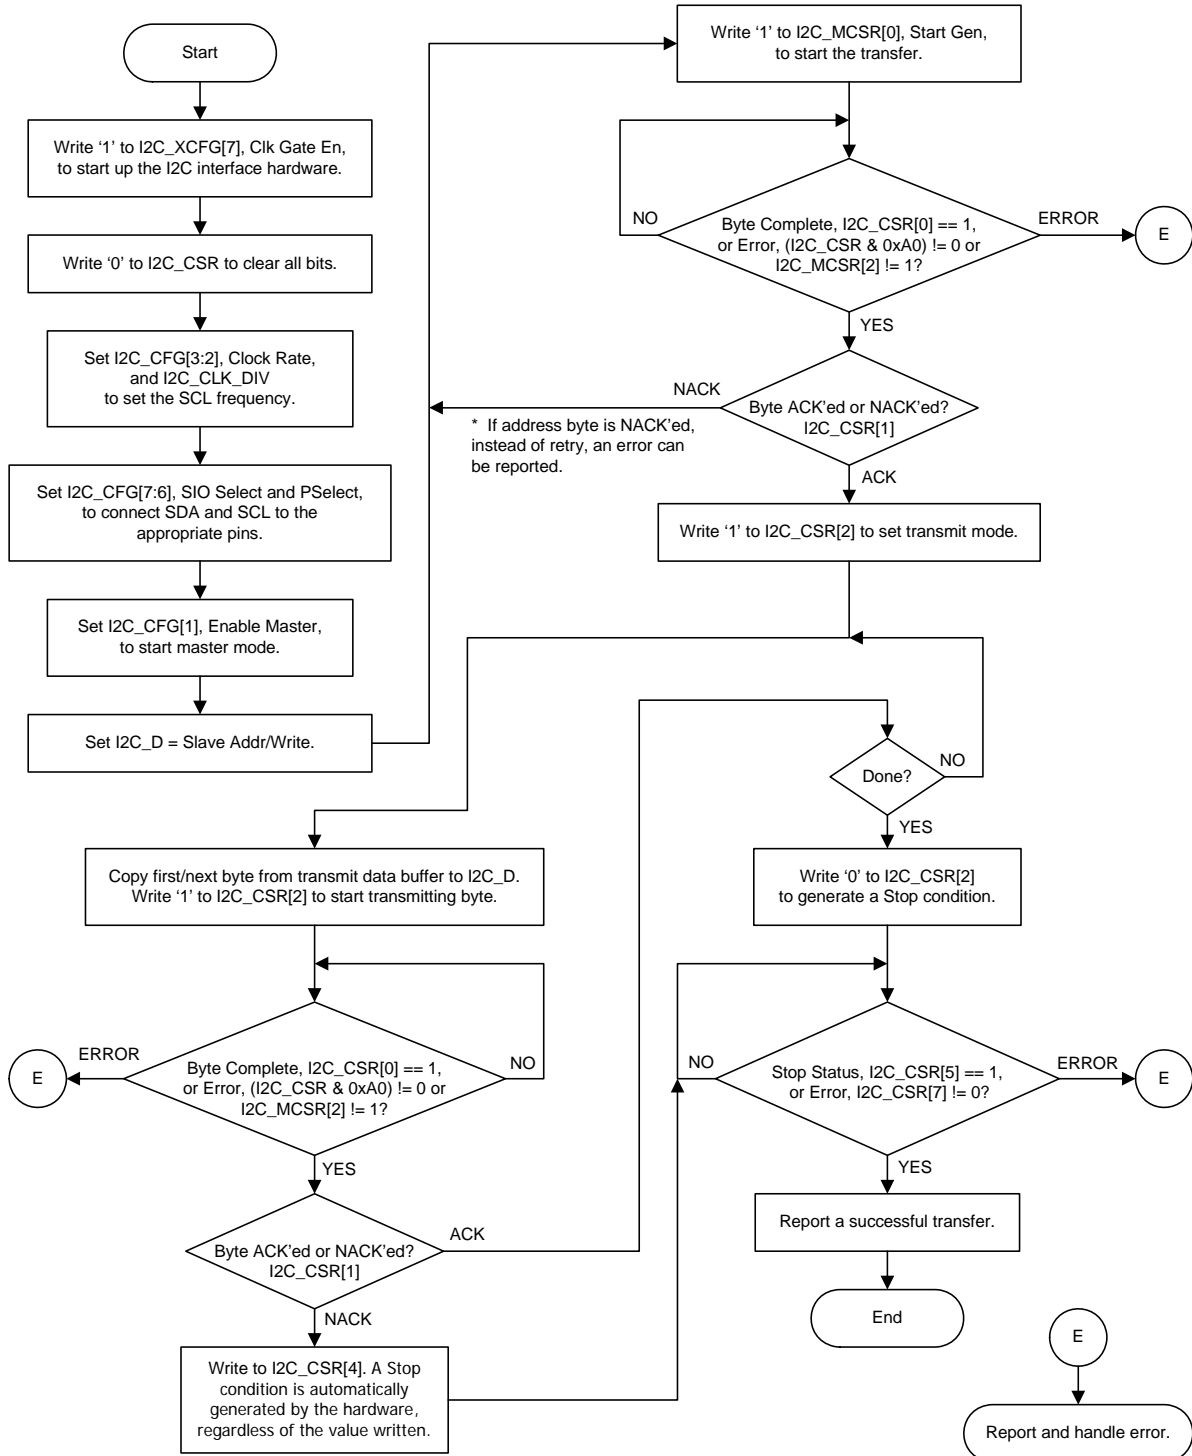 Start
Write ‘1’ to I2C_XCFG[7], Clk Gate En,
to start up the I2C interface hardware.
Write ‘0’ to I2C_CSR to clear all bits.
Set I2C_CFG[3:2], Clock Rate,
and I2C_CLK_DIV
to set the SCL frequency.
Set I2C_CFG[7:6], SIO Select and PSelect,
to connect SDA and SCL to the
appropriate pins.
Set I2C_CFG[1], Enable Master,
to start master mode.
Set I2C_D = Slave Addr/Write.
Write ‘1’ to I2C_MCSR[0], Start Gen,
to start the transfer.
NO
Byte Complete, I2C_CSR[0] == 1,
or Error, (I2C_CSR & 0xA0) != 0 or
I2C_MCSR[2] != 1?
ERROR
E
YES
NACK
Byte ACK’ed or NACK’ed?
I2C_CSR[1]
* If address byte is NACK’ed,
instead of retry, an error can
be reported.
ACK
Write ‘1’ to I2C_CSR[2] to set transmit mode.
Done?
NO
YES
Copy first/next byte from transmit data buffer to I2C_D.
Write ‘1’ to I2C_CSR[2] to start transmitting byte.
Write ‘0’ to I2C_CSR[2]
to generate a Stop condition.
E
ERROR
Byte Complete, I2C_CSR[0] == 1,
or Error, (I2C_CSR & 0xA0) != 0 or
I2C_MCSR[2] != 1?
NO
YES
NO
Stop Status, I2C_CSR[5] == 1,
or Error, I2C_CSR[7] != 0?
ERROR
E
YES
Byte ACK’ed or NACK’ed?
I2C_CSR[1]
ACK
NACK
Report a successful transfer.
End
Write to I2C_CSR[4]. A Stop
condition is automatically
generated by the hardware,
regardless of the value written.
E
Report and handle error.